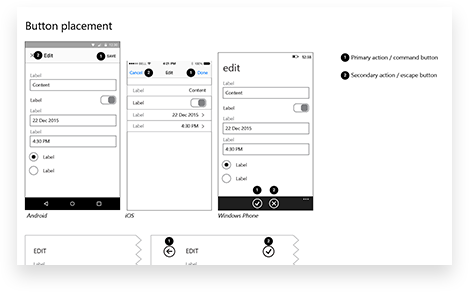 Button placement
2 Edit 1 SAVE
Label
Content
Label
Label
22 Dec 2015
Label
4:30 PM
Label
Label
Android
4:21 PM
Cancel 2 Edit 1 Done
Label Content
Label
Label 22 Dec 2015 >
Label 4:30 PM >
iOS
edit
Label
Content
Label
Label
22 Dec 2015
Label
4:30 PM
Label
Label
1 2
...
Windows Phone
1 Primary action / command button
2 Secondary action / escape button
EDIT
Label
1 2
EDIT
Label